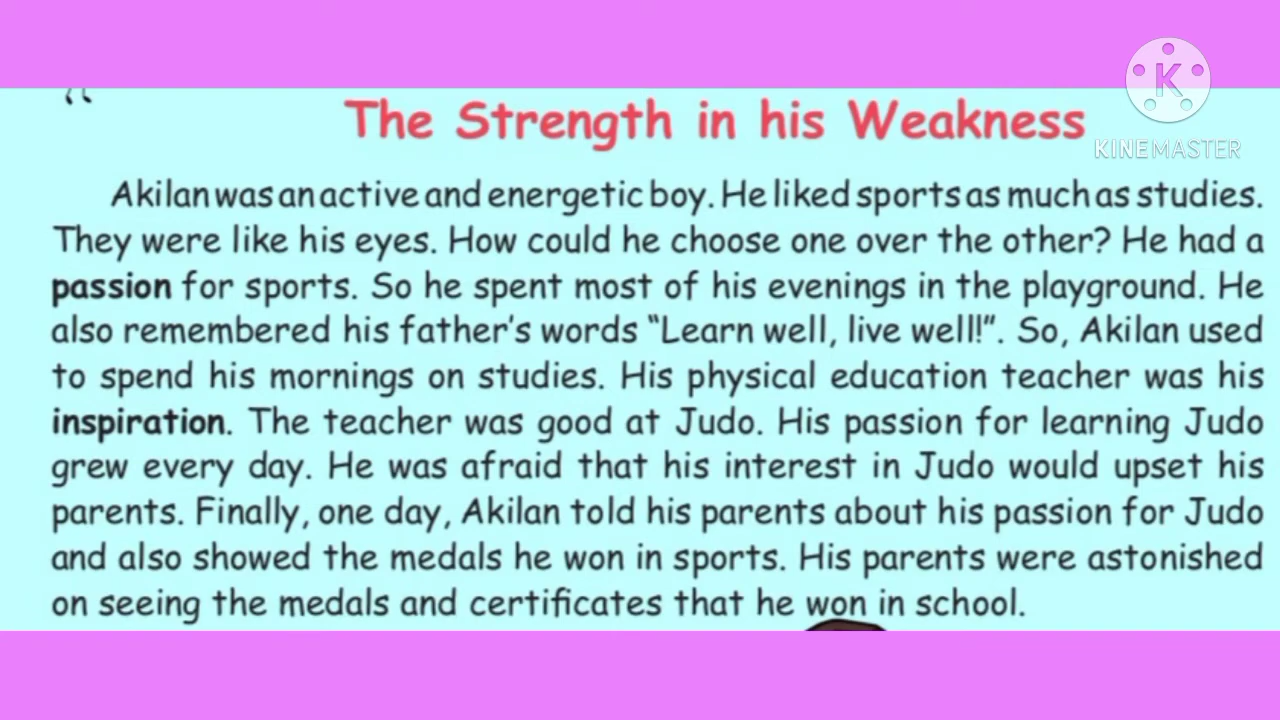 K
KINEMASTER
The Strength in his Weakness
Akilan was an active and energetic boy. He liked sports as much as studies.
They were like his eyes. How could he choose one over the other? He had a
passion for sports. So he spent most of his evenings in the playground. He
also remembered his father's words “Learn well, live well!”. So, Akilan used
to spend his mornings on studies. His physical education teacher was his
inspiration. The teacher was good at Judo. His passion for learning Judo
grew every day. He was afraid that his interest in Judo would upset his
parents. Finally, one day, Akilan told his parents about his passion for Judo
and also showed the medals he won in sports. His parents were astonished
on seeing the medals and certificates that he won in school.